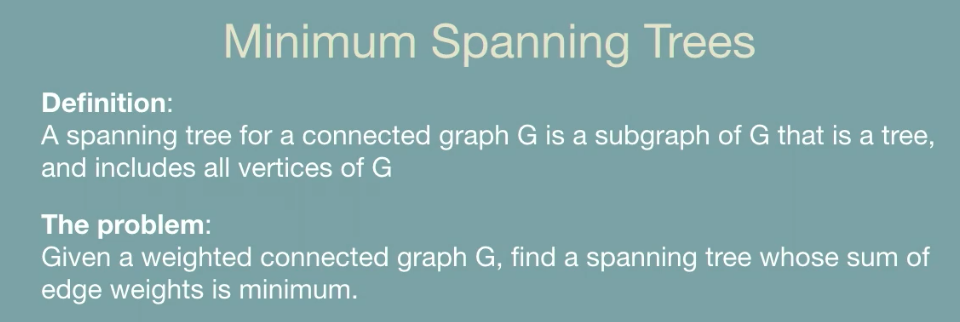 Minimum Spanning Trees
Definition:
A spanning tree for a connected graph G is a subgraph of G that is a tree,
and includes all vertices of G
The problem:
Given a weighted connected graph G, find a spanning tree whose sum of
edge weights is minimum.